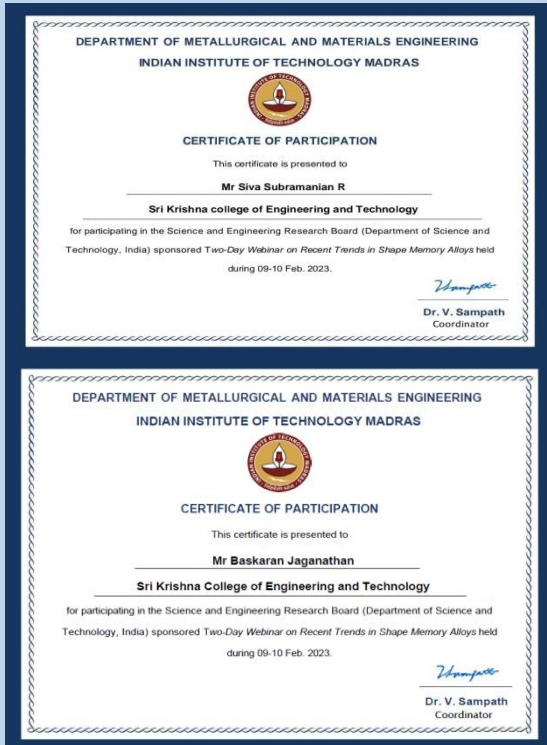 DEPARTMENT OF METALLURGICAL AND MATERIALS ENGINEERING
INDIAN INSTITUTE OF TECHNOLOGY MADRAS
CERTIFICATE OF PARTICIPATION
This certificate is presented to
Mr Siva Subramanian R
Sri Krishna college of Engineering and Technology
for participating in the Science and Engineering Research Board (Department of Science and
Technology, India) sponsored Two-Day Webinar on Recent Trends in Shape Memory Alloys held
during 09-10 Feb. 2023.
Dr. V. Sampath
Coordinator
DEPARTMENT OF METALLURGICAL AND MATERIALS ENGINEERING
INDIAN INSTITUTE OF TECHNOLOGY MADRAS
CERTIFICATE OF PARTICIPATION
This certificate is presented to
Mr Baskaran Jaganathan
Sri Krishna College of Engineering and Technology
for participating in the Science and Engineering Research Board (Department of Science and
Technology, India) sponsored Two-Day Webinar on Recent Trends in Shape Memory Alloys held
during 09-10 Feb. 2023.
Dr. V. Sampath
Coordinator